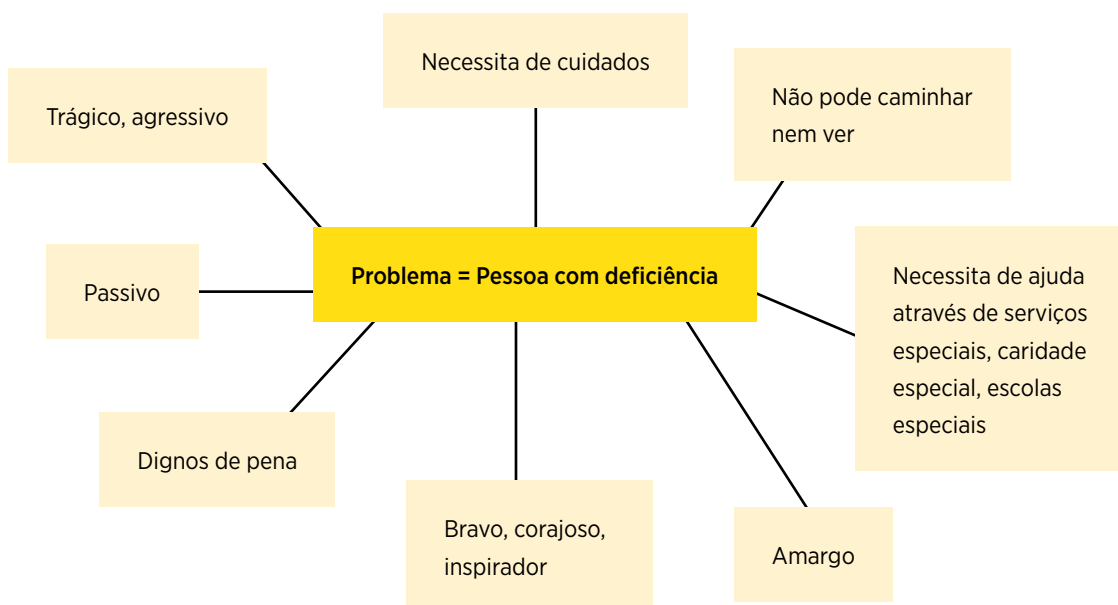 Necessita de cuidados
Não pode caminhar
nem ver
Trágico, agressivo
Problema = Pessoa com deficiência
Necessita de ajuda
através de serviços
especiais, caridade
especial, escolas
especiais
Passivo
Dignos de pena
Bravo, corajoso,
inspirador
Amargo